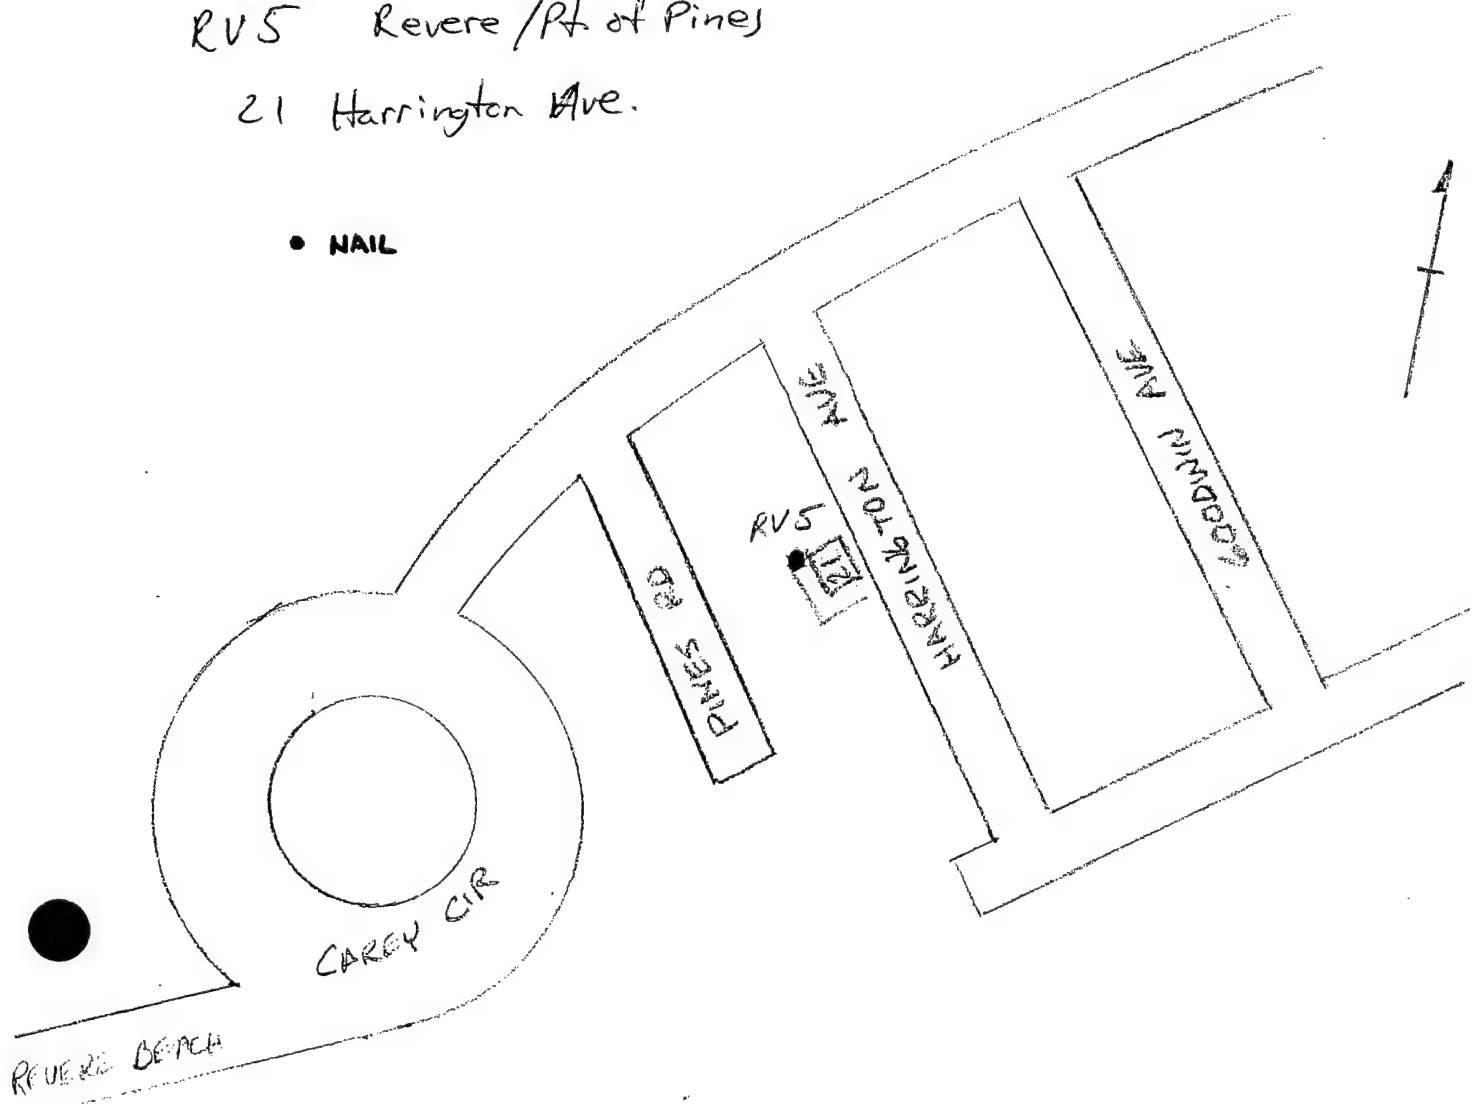 RV5 Revere/Pt. of Pines
21 Harrington Ave.
NAIL
AVE
HARRINGTON
AVE
GOODWIN
RV5
21
PINES RD
CAREY CIR
REVERE BEACH